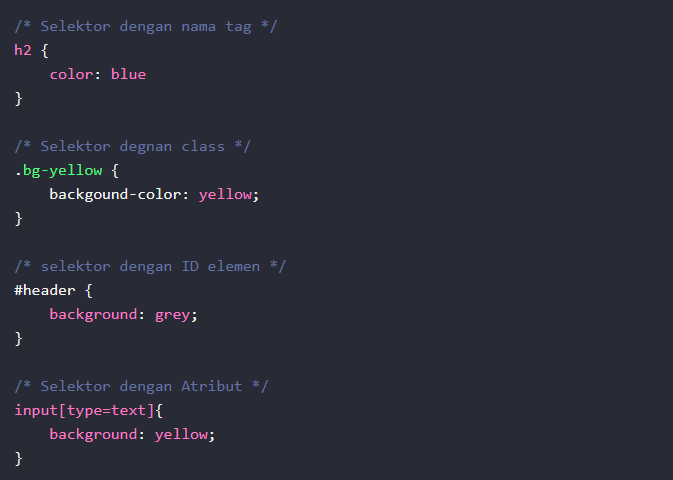 /* Selektor dengan nama tag */
h2 {
    color: blue
}
/* Selektor degnan class */
.bg-yellow {
    backgound-color: yellow;
}
/* selektor dengan ID elemen */
#header {
    background: grey;
}
/* Selektor dengan Atribut */
input[type=text]{
    background: yellow;
}